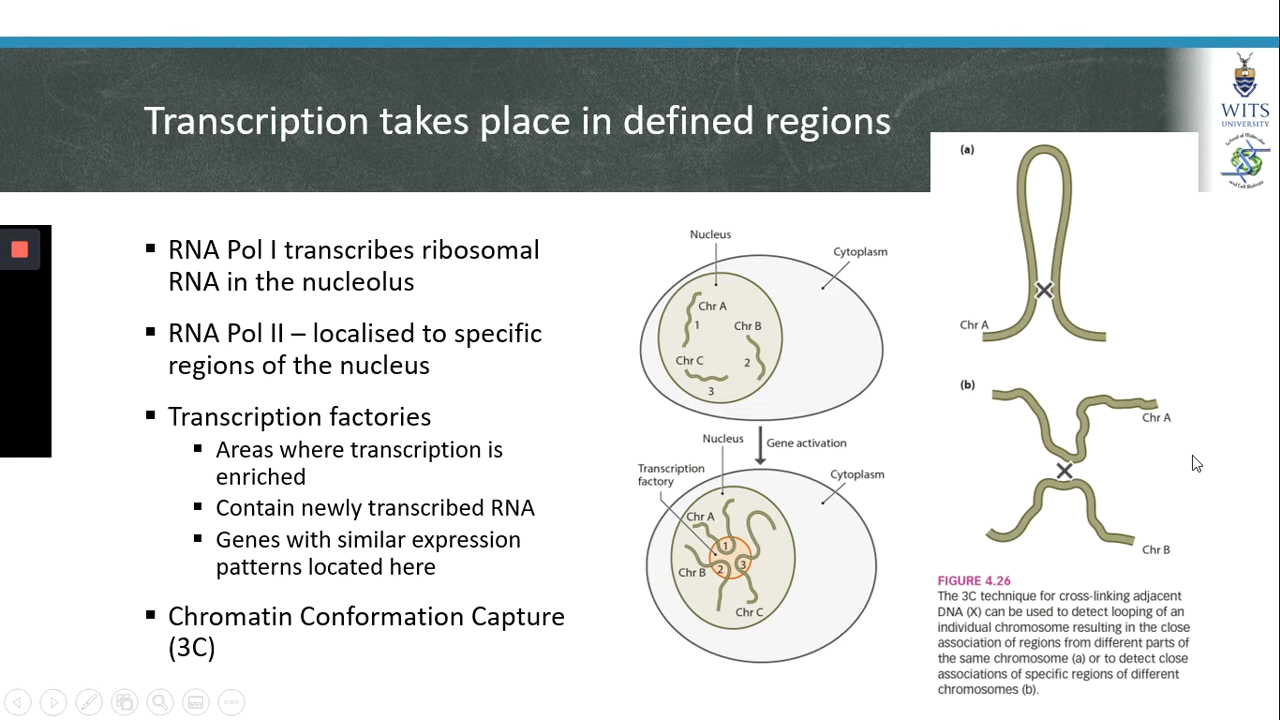 Transcription takes place in defined regions
WITS
UNIVERSITY
School of Molecular
and Cell Biology
▪ RNA Pol I transcribes ribosomal
RNA in the nucleolus
▪ RNA Pol II – localised to specific
regions of the nucleus
▪ Transcription factories
▪ Areas where transcription is
enriched
▪ Contain newly transcribed RNA
▪ Genes with similar expression
patterns located here
▪ Chromatin Conformation Capture
(3C)
Nucleus
Cytoplasm
Chr A
1
Chr B
2
Chr C
3
Gene activation
Nucleus
Transcription
factory
Cytoplasm
Chr A
1
Chr B
2
3
Chr C
(a)
Chr A
(b)
Chr A
Chr B
FIGURE 4.26
The 3C technique for cross-linking adjacent
DNA (X) can be used to detect looping of an
individual chromosome resulting in the close
association of regions from different parts of
the same chromosome (a) or to detect close
associations of specific regions of different
chromosomes (b).